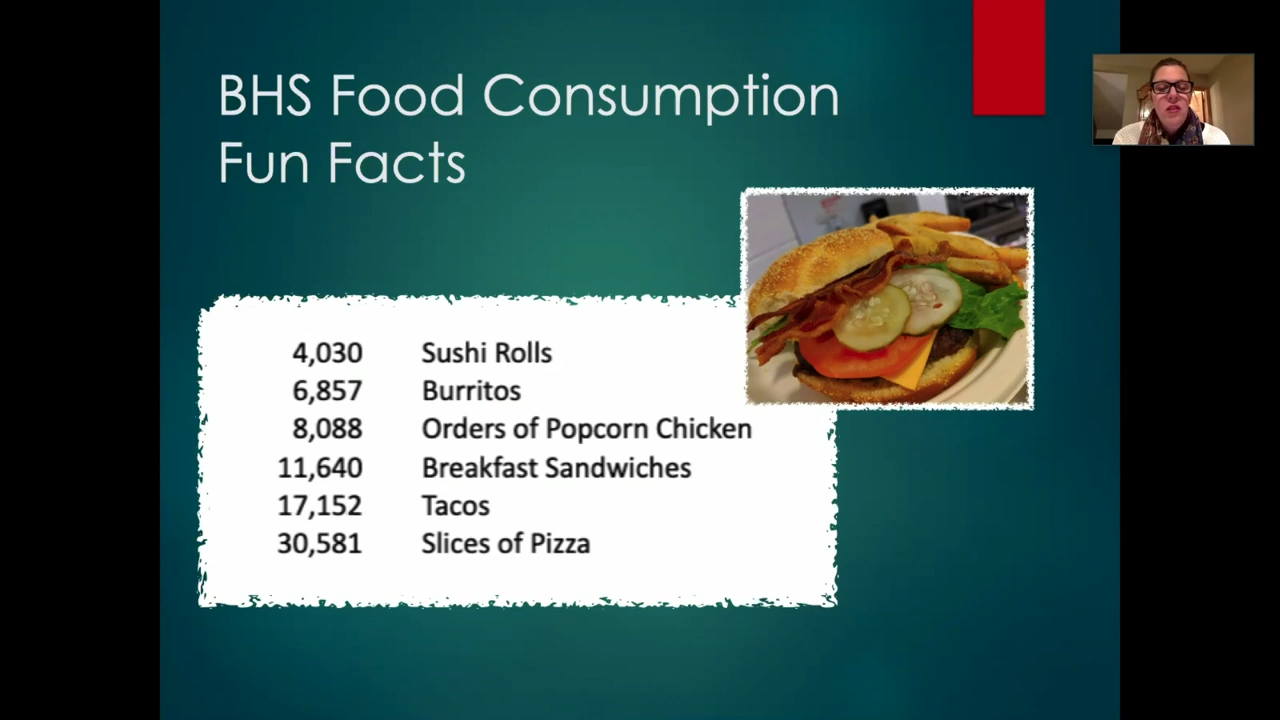 BHS Food Consumption
Fun Facts
4,030 Sushi Rolls
6,857 Burritos
8,088 Orders of Popcorn Chicken
11,640 Breakfast Sandwiches
17,152 Tacos
30,581 Slices of Pizza